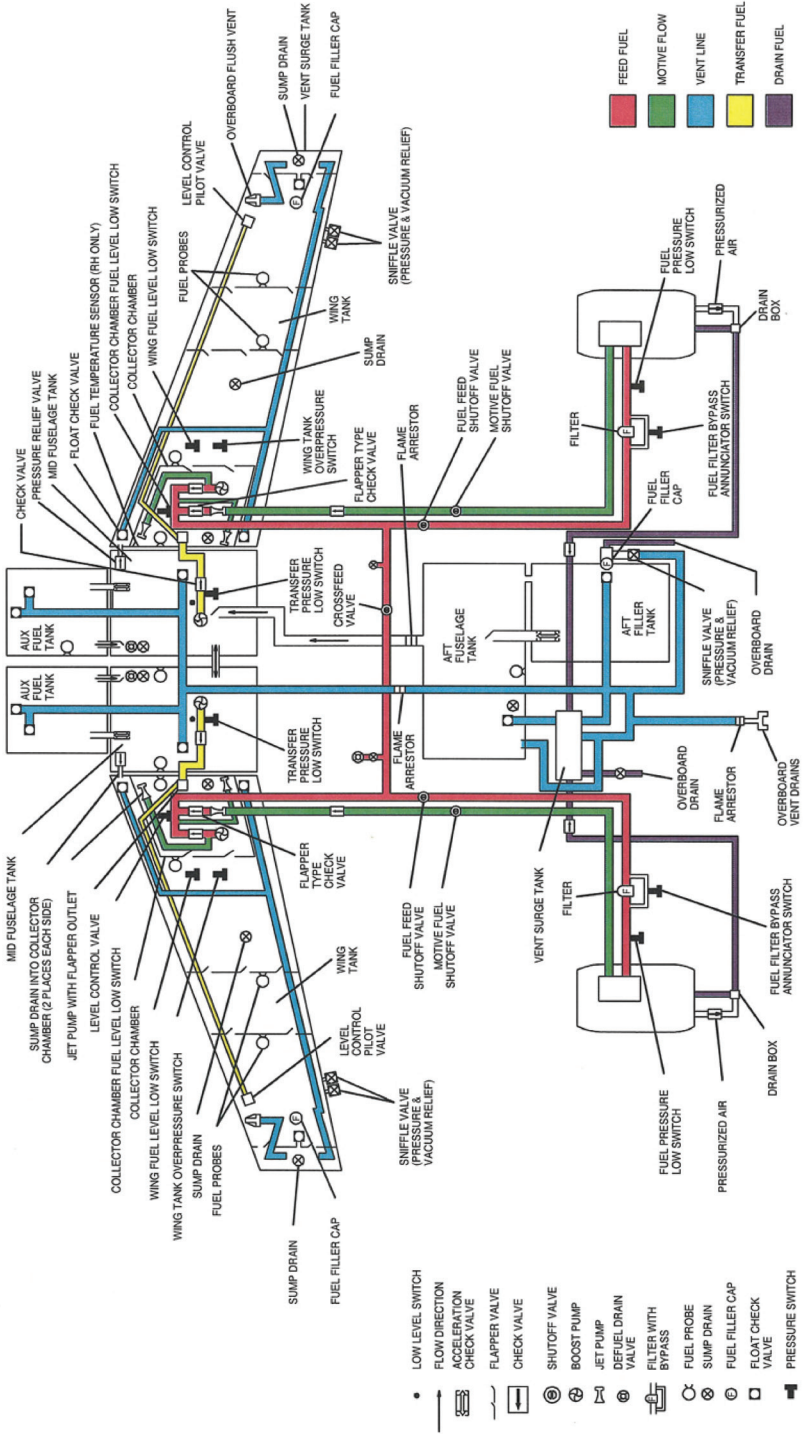 CHECK VALVE
PRESSURE RELIEF VALVE
MID FUSELAGE TANK
FLOAT CHECK VALVE
FUEL TEMPERATURE SENSOR (RH ONLY)
COLLECTOR CHAMBER FUEL LEVEL LOW SWITCH
COLLECTOR CHAMBER
WING FUEL LEVEL LOW SWITCH
LEVEL CONTROL
PILOT VALVE
OVERBOARD FLUSH VENT
SUMP DRAIN
VENT SURGE TANK
FUEL FILLER CAP
F
FUEL PROBES
WING
TANK
SUMP
DRAIN
SNIFFLE VALVE
(PRESSURE & VACUUM RELIEF)
WING TANK
OVERPRESSURE
SWITCH
FLAPPER TYPE
CHECK VALVE
FLAME
ARRESTOR
FUEL FEED
SHUTOFF VALVE
MOTIVE FUEL
SHUTOFF VALVE
AUX
FUEL
TANK
AUX
FUEL
TANK
TRANSFER
PRESSURE
LOW SWITCH
CROSSFEED
VALVE
TRANSFER
PRESSURE
LOW SWITCH
MID FUSELAGE TANK
SUMP DRAIN INTO COLLECTOR
CHAMBER (2 PLACES EACH SIDE)
JET PUMP WITH FLAPPER OUTLET
LEVEL CONTROL VALVE
COLLECTOR CHAMBER FUEL LEVEL LOW SWITCH
COLLECTOR CHAMBER
WING FUEL LEVEL LOW SWITCH
WING TANK OVERPRESSURE SWITCH
SUMP DRAIN
FUEL PROBES
SUMP DRAIN
FUEL FILLER CAP
F
LEVEL
CONTROL
PILOT
VALVE
WING
TANK
SNIFFLE VALVE
(PRESSURE &
VACUUM RELIEF)
FLAPPER
TYPE
CHECK
VALVE
FUEL FEED
SHUTOFF VALVE
MOTIVE FUEL
SHUTOFF VALVE
FLAME
ARRESTOR
AFT
FUSELAGE
TANK
AFT
FILLER
TANK
F
FUEL
FILLER
CAP
FILTER
F
FUEL
PRESSURE
LOW SWITCH
PRESSURIZED
AIR
DRAIN
BOX
FUEL FILTER BYPASS
ANNUNCIATOR SWITCH
SNIFFLE VALVE
(PRESSURE &
VACUUM RELIEF)
OVERBOARD
DRAIN
OVERBOARD
DRAIN
FLAME
ARRESTOR
OVERBOARD
VENT DRAINS
VENT SURGE TANK
FILTER
F
FUEL FILTER BYPASS
ANNUNCIATOR SWITCH
DRAIN BOX
PRESSURIZED AIR
FUEL PRESSURE
LOW SWITCH
FEED FUEL
MOTIVE FLOW
VENT LINE
TRANSFER FUEL
DRAIN FUEL
LOW LEVEL SWITCH
FLOW DIRECTION
ACCELERATION
CHECK VALVE
FLAPPER VALVE
CHECK VALVE
SHUTOFF VALVE
BOOST PUMP
JET PUMP
DEFUEL DRAIN
VALVE
F
FILTER WITH
BYPASS
FUEL PROBE
SUMP DRAIN
F
FUEL FILLER CAP
FLOAT CHECK
VALVE
PRESSURE SWITCH